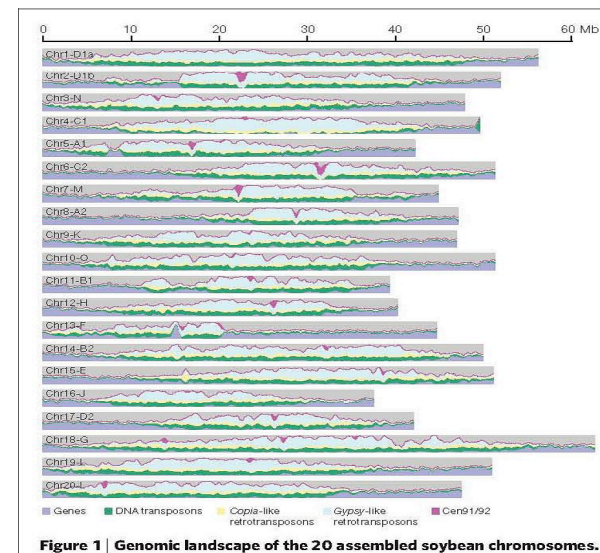 0 10 20 30 40 50 60 Mb
Chr1-D1a
Chr2-D1b
Chr3-N
Chr4-C1
Chr5-A1
Chr6-C2
Chr7-M
Chr8-A2
Chr9-K
Chr10-O
Chr11-B1
Chr12-H
Chr13-F
Chr14-B2
Chr15-E
Chr16-J
Chr17-D2
Chr18-G
Chr19-L
Chr20-I
Genes DNA transposons Copia-like Gypsy-like Cen91/92
retrotransposons retrotransposons
Figure 1 | Genomic landscape of the 20 assembled soybean chromosomes.